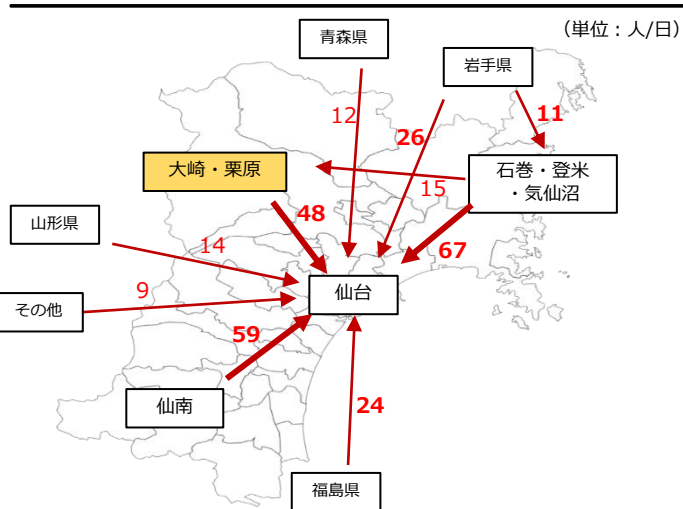 (単位：人/日)
青森県
岩手県
12
26
11
大崎・栗原
石巻・登米
・気仙沼
15
48
山形県
14
67
9
その他
仙台
59
仙南
24
福島県